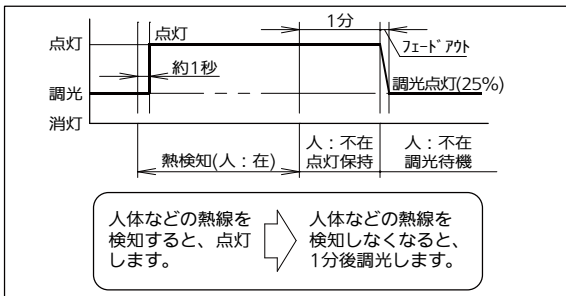 1分
点灯
点灯
フェードアウト
約1秒
調光
調光点灯(25%)
消灯
熱検知(人：在)
人：不在
点灯保持
人：不在
調光待機
人体などの熱線を
検知すると、点灯
します。
人体などの熱線を
検知しなくなると、
1分後調光します。